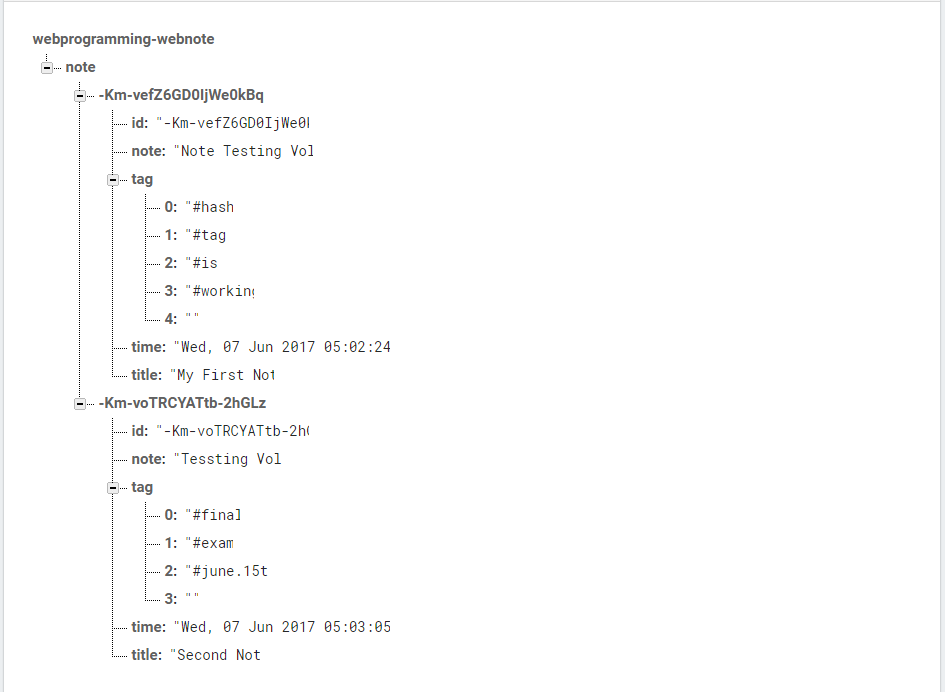 webprogramming-webnote
note
-Km-vefZ6GD0IjWe0kBq
id: "-Km-vefZ6GD0IjWe0
note: "Note Testing Vol
tag
0: "#hash
1: "#tag
2: "#is
3: "#working
4: ""
time: "Wed, 07 Jun 2017 05:02:24
title: "My First Not
-Km-voTRCYATtb-2hGLz
id: "-Km-voTRCYATtb-2h
note: "Tessting Vol
tag
0: "#final
1: "#exam
2: "#june.15t
3: ""
time: "Wed, 07 Jun 2017 05:03:05
title: "Second Not